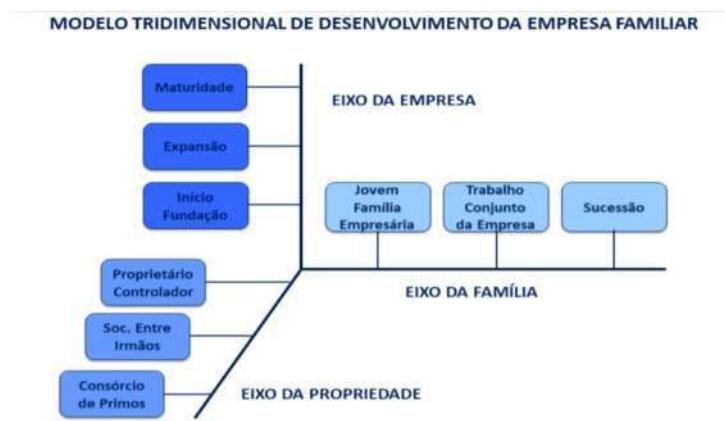 MODELO TRIDIMENSIONAL DE DESENVOLVIMENTO DA EMPRESA FAMILIAR
Maturidade
EIXO DA EMPRESA
Expansão
Início
Fundação
Jovem
Família
Empresária
Trabalho
Conjunto
da Empresa
Sucessão
Proprietário
Controlador
EIXO DA FAMÍLIA
Soc. Entre
Irmãos
Consórcio
de Primos
EIXO DA PROPRIEDADE